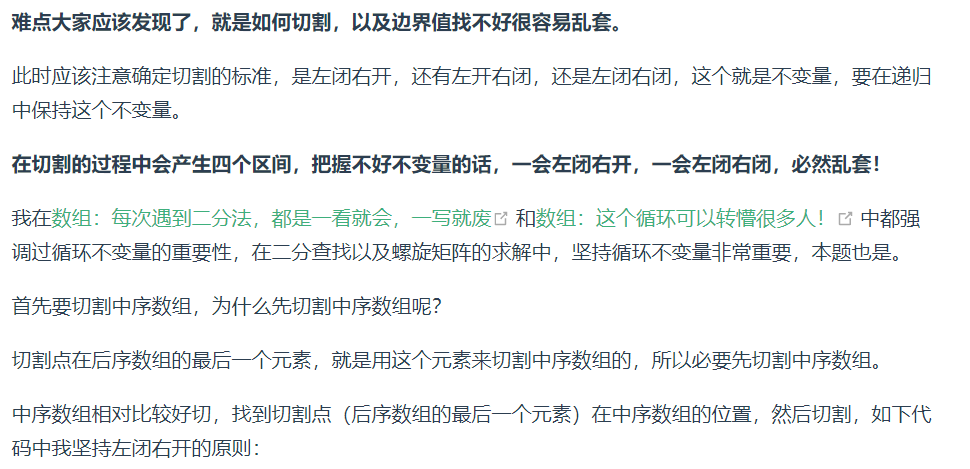 难点大家应该发现了，就是如何切割，以及边界值找不好很容易乱套。
此时应该注意确定切割的标准，是左闭右开，还有左开右闭，还是左闭右闭，这个就是不变量，要在递归
中保持这个不变量。
在切割的过程中会产生四个区间，把握不好不变量的话，一会左闭右开，一会左闭右闭，必然乱套！
我在数组：每次遇到二分法，都是一看就会，一写就废 和数组：这个循环可以转懵很多人！ 中都强
调过循环不变量的重要性，在二分查找以及螺旋矩阵的求解中，坚持循环不变量非常重要，本题也是。
首先要切割中序数组，为什么先切割中序数组呢？
切割点在后序数组的最后一个元素，就是用这个元素来切割中序数组的，所以必要先切割中序数组。
中序数组相对比较好切，找到切割点（后序数组的最后一个元素）在中序数组的位置，然后切割，如下代
码中我坚持左闭右开的原则：